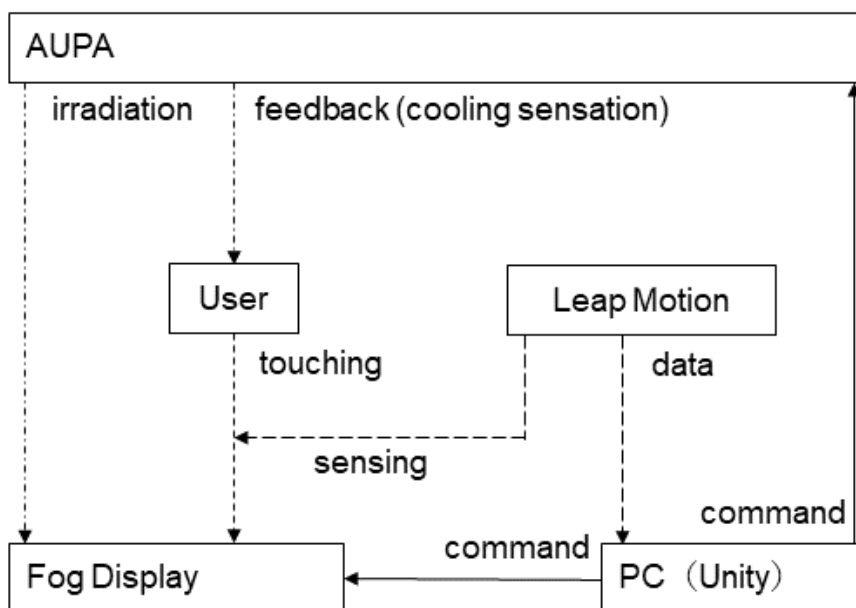 AUPA
irradiation
feedback (cooling sensation)
User
Leap Motion
touching
data
sensing
command
command
Fog Display
PC（Unity）